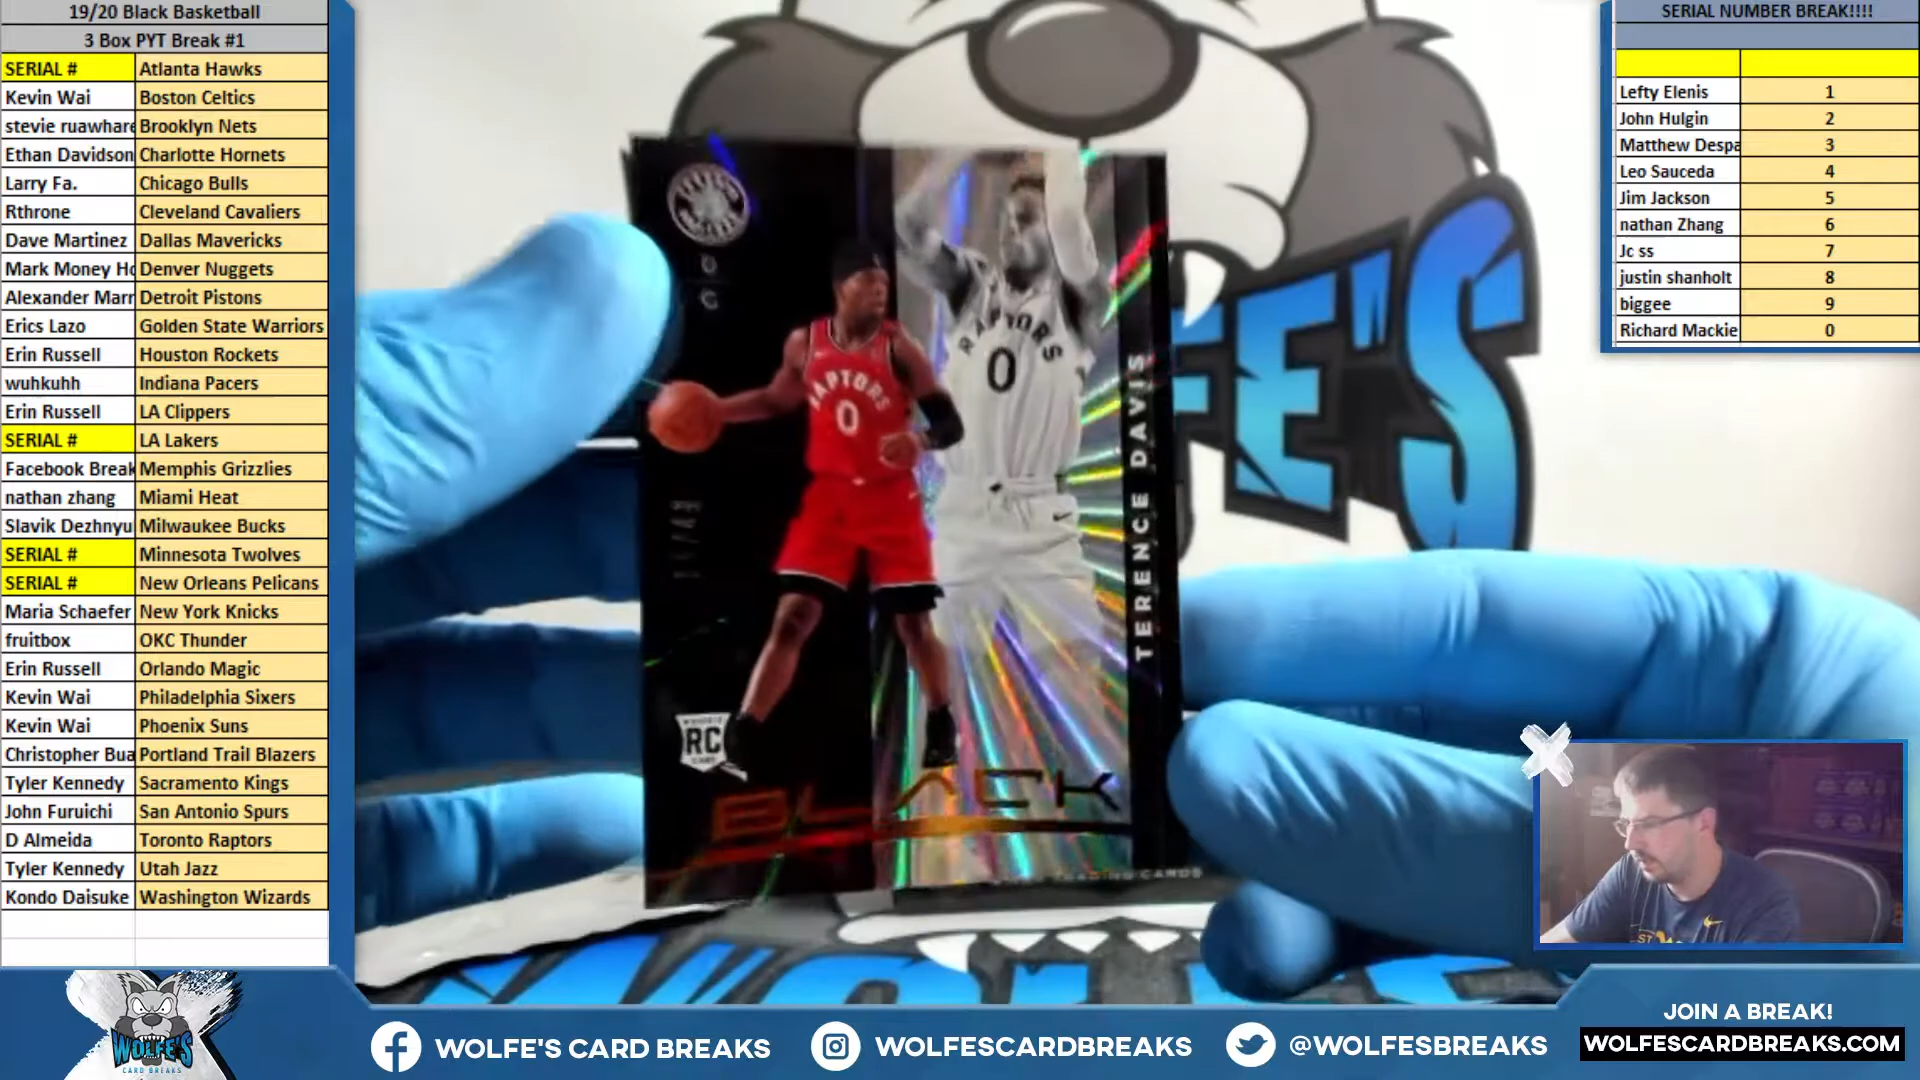 19/20 Black Basketball
3 Box PYT Break #1
SERIAL # Atlanta Hawks
Kevin Wai Boston Celtics
stevie ruawhare Brooklyn Nets
Ethan Davidson Charlotte Hornets
Larry Fa. Chicago Bulls
Rthrone Cleveland Cavaliers
Dave Martinez Dallas Mavericks
Mark Money Ho Denver Nuggets
Alexander Marr Detroit Pistons
Erics Lazo Golden State Warriors
Erin Russell Houston Rockets
wuhkuhh Indiana Pacers
Erin Russell LA Clippers
SERIAL # LA Lakers
Facebook Break Memphis Grizzlies
nathan zhang Miami Heat
Slavik Dezhnyu Milwaukee Bucks
SERIAL # Minnesota Twolves
SERIAL # New Orleans Pelicans
Maria Schaefer New York Knicks
fruitbox OKC Thunder
Erin Russell Orlando Magic
Kevin Wai Philadelphia Sixers
Kevin Wai Phoenix Suns
Christopher Bua Portland Trail Blazers
Tyler Kennedy Sacramento Kings
John Furuichi San Antonio Spurs
D Almeida Toronto Raptors
Tyler Kennedy Utah Jazz
Kondo Daisuke Washington Wizards
SERIAL NUMBER BREAK!!!!
Lefty Elenis 1
John Hulgin 2
Matthew Despa 3
Leo Sauceda 4
Jim Jackson 5
nathan Zhang 6
Jc ss 7
justin shanholt 8
biggee 9
Richard Mackie 0
RAPTORS
0
RAPTORS
0
TERENCE DAVIS
RC
BLACK
TRADING CARDS
FE'S
WOLFE'S
CARD BREAKS
WOLFE'S CARD BREAKS
WOLFESCARDBREAKS
@WOLFESBREAKS
JOIN A BREAK!
WOLFESCARDBREAKS.COM